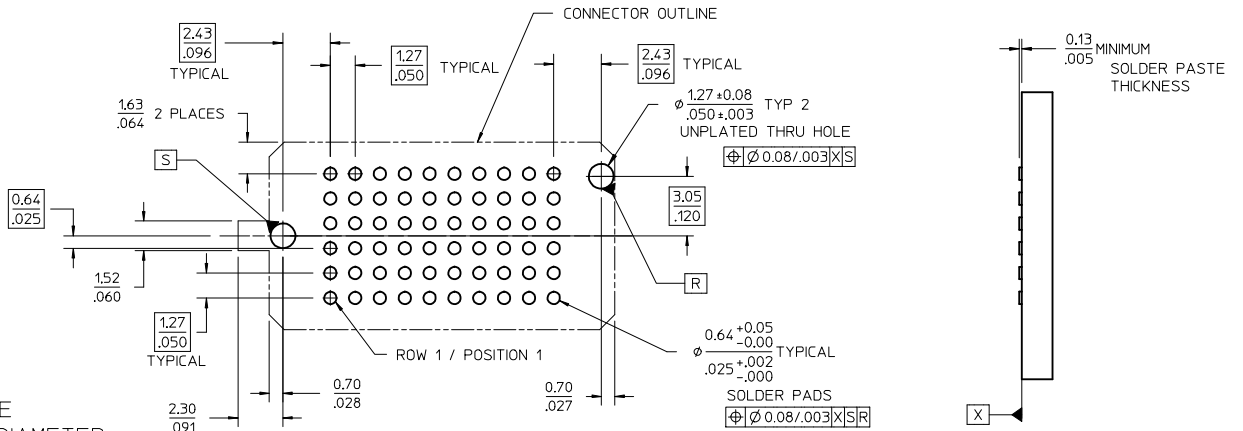 CONNECTOR OUTLINE
2.43
.096
TYPICAL
1.27
.050
TYPICAL
2.43
.096
TYPICAL
0.13
.005
MINIMUM
SOLDER PASTE
THICKNESS
1.63
.064
2 PLACES
⌀ 1.27 ±0.08
.050 ±.003
TYP 2
UNPLATED THRU HOLE
⌖ ⌀ 0.08/.003 X S
S
0.64
.025
3.05
.120
1.52
.060
R
1.27
.050
TYPICAL
ROW 1 / POSITION 1
⌀ 0.64 +0.05
-0.00
.025 +.002
-.000
TYPICAL
SOLDER PADS
⌖ ⌀ 0.08/.003 X S R
0.70
.028
0.70
.027
X
2.30
.091